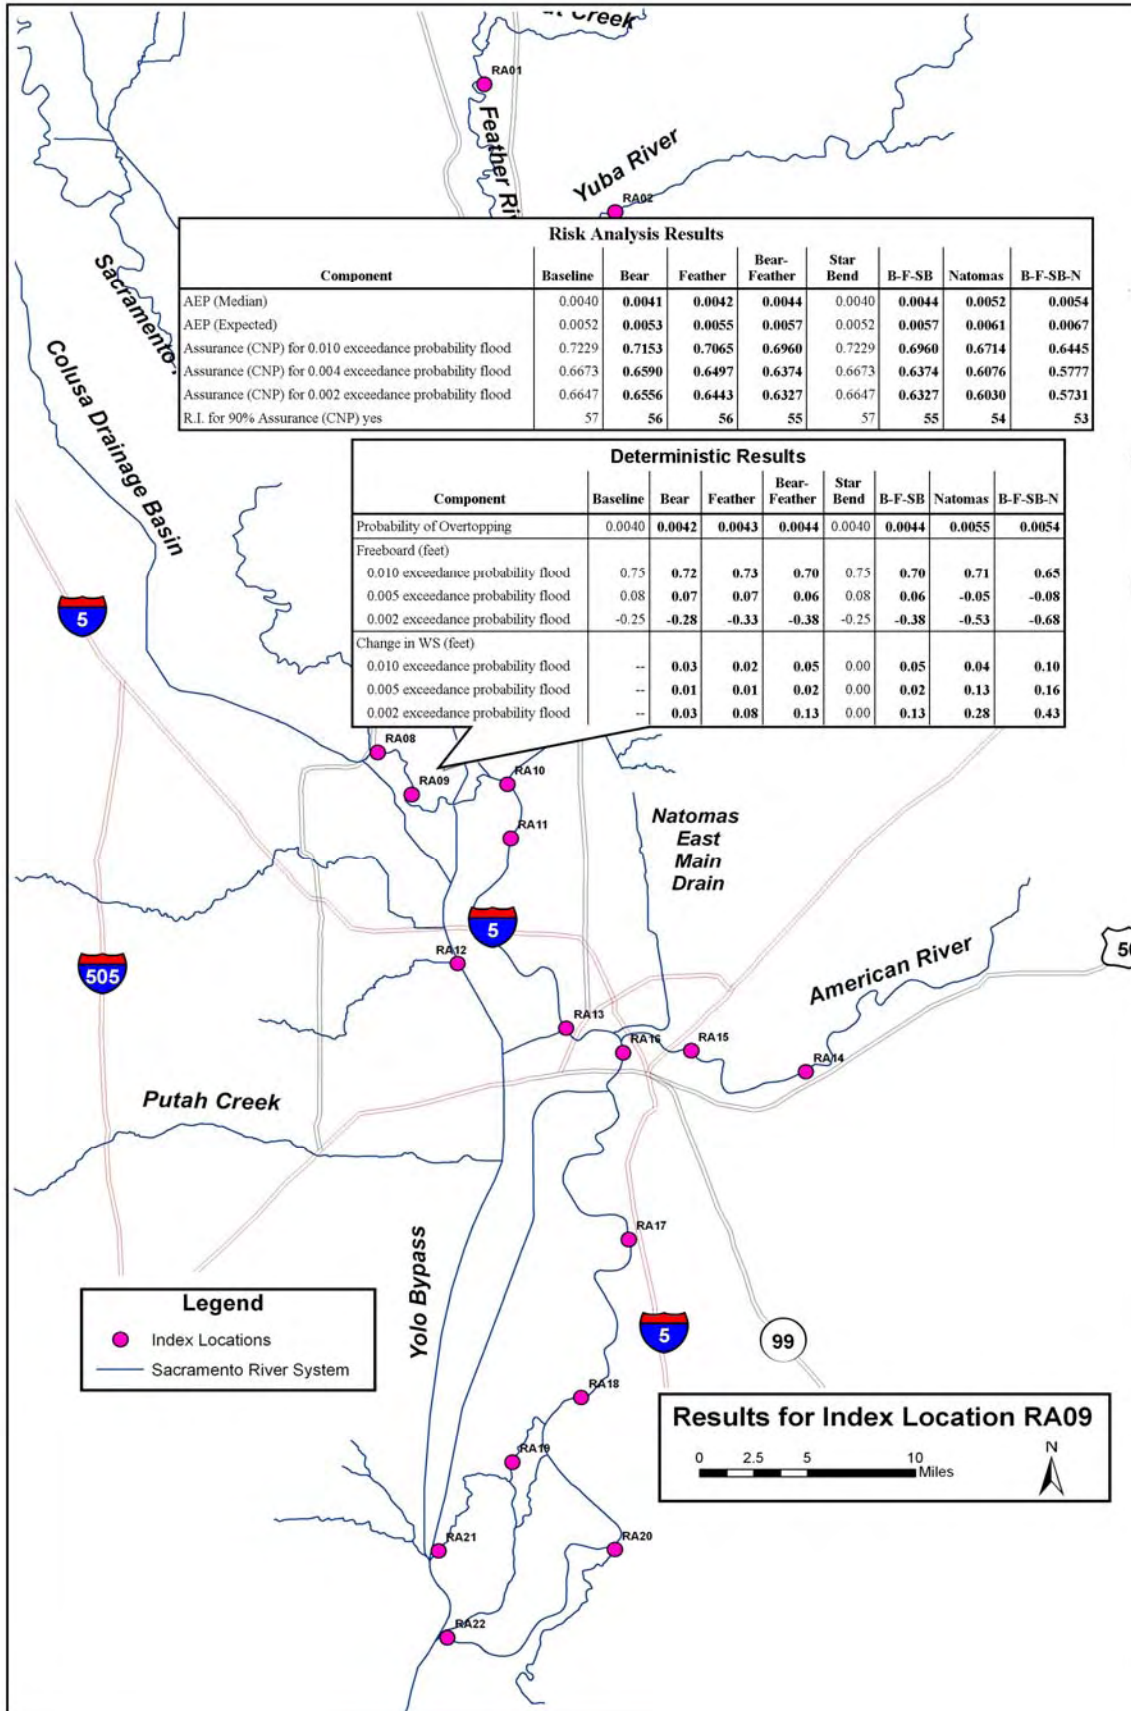 ut Creek
RA01
Feather Riv
Yuba River
RA02
Risk Analysis Results
Component Baseline Bear Feather Bear-Feather Star Bend B-F-SB Natomas B-F-SB-N
AEP (Median) 0.0040 0.0041 0.0042 0.0044 0.0040 0.0044 0.0052 0.0054
AEP (Expected) 0.0052 0.0053 0.0055 0.0057 0.0052 0.0057 0.0061 0.0067
Assurance (CNP) for 0.010 exceedance probability flood 0.7229 0.7153 0.7065 0.6960 0.7229 0.6960 0.6714 0.6445
Assurance (CNP) for 0.004 exceedance probability flood 0.6673 0.6590 0.6497 0.6374 0.6673 0.6374 0.6076 0.5777
Assurance (CNP) for 0.002 exceedance probability flood 0.6647 0.6556 0.6443 0.6327 0.6647 0.6327 0.6030 0.5731
R.I. for 90% Assurance (CNP) yes 57 56 56 55 57 55 54 53
Sacramento
Colusa Drainage Basin
Deterministic Results
Component Baseline Bear Feather Bear-Feather Star Bend B-F-SB Natomas B-F-SB-N
Probability of Overtopping 0.0040 0.0042 0.0043 0.0044 0.0040 0.0044 0.0055 0.0054
Freeboard (feet)
0.010 exceedance probability flood 0.75 0.72 0.73 0.70 0.75 0.70 0.71 0.65
0.005 exceedance probability flood 0.08 0.07 0.07 0.06 0.08 0.06 -0.05 -0.08
0.002 exceedance probability flood -0.25 -0.28 -0.33 -0.38 -0.25 -0.38 -0.53 -0.68
Change in WS (feet)
0.010 exceedance probability flood -- 0.03 0.02 0.05 0.00 0.05 0.04 0.10
0.005 exceedance probability flood -- 0.01 0.01 0.02 0.00 0.02 0.13 0.16
0.002 exceedance probability flood -- 0.03 0.08 0.13 0.00 0.13 0.28 0.43
5
RA08
RA09
RA10
RA11
Natomas
East
Main
Drain
5
505
RA12
American River
50
RA13
RA16
RA15
RA14
Putah Creek
RA17
Yolo Bypass
Legend
Index Locations
Sacramento River System
5
99
RA18
Results for Index Location RA09
0 2.5 5 10
Miles
N
RA19
RA21
RA20
RA22